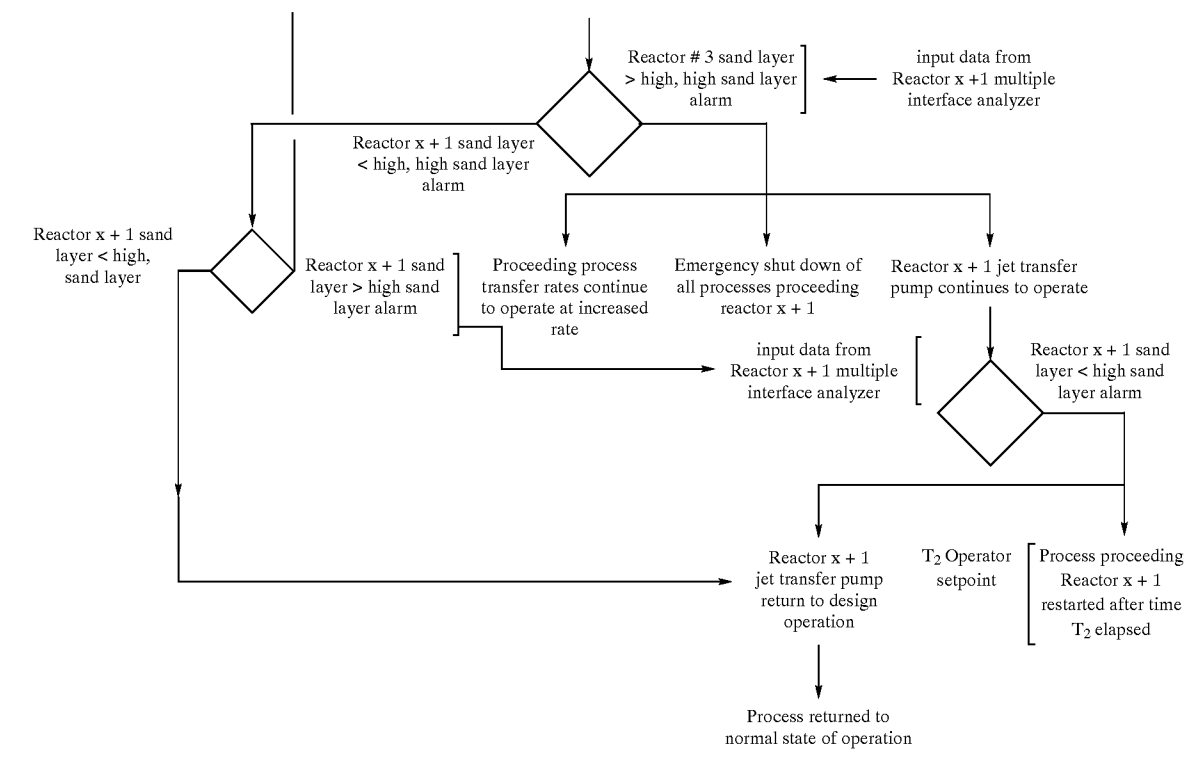 Reactor # 3 sand layer
> high, high sand layer
alarm
input data from
Reactor x +1 multiple
interface analyzer
Reactor x + 1 sand layer
< high, high sand layer
alarm
Reactor x + 1 sand
layer < high,
sand layer
Reactor x + 1 sand
layer > high sand
layer alarm
Proceeding process
transfer rates continue
to operate at increased
rate
Emergency shut down of
all processes proceeding
reactor x + 1
Reactor x + 1 jet transfer
pump continues to operate
input data from
Reactor x + 1 multiple
interface analyzer
Reactor x + 1 sand
layer < high sand
layer alarm
Reactor x + 1
jet transfer pump
return to design
operation
T2 Operator
setpoint
Process proceeding
Reactor x + 1
restarted after time
T2 elapsed
Process returned to
normal state of operation